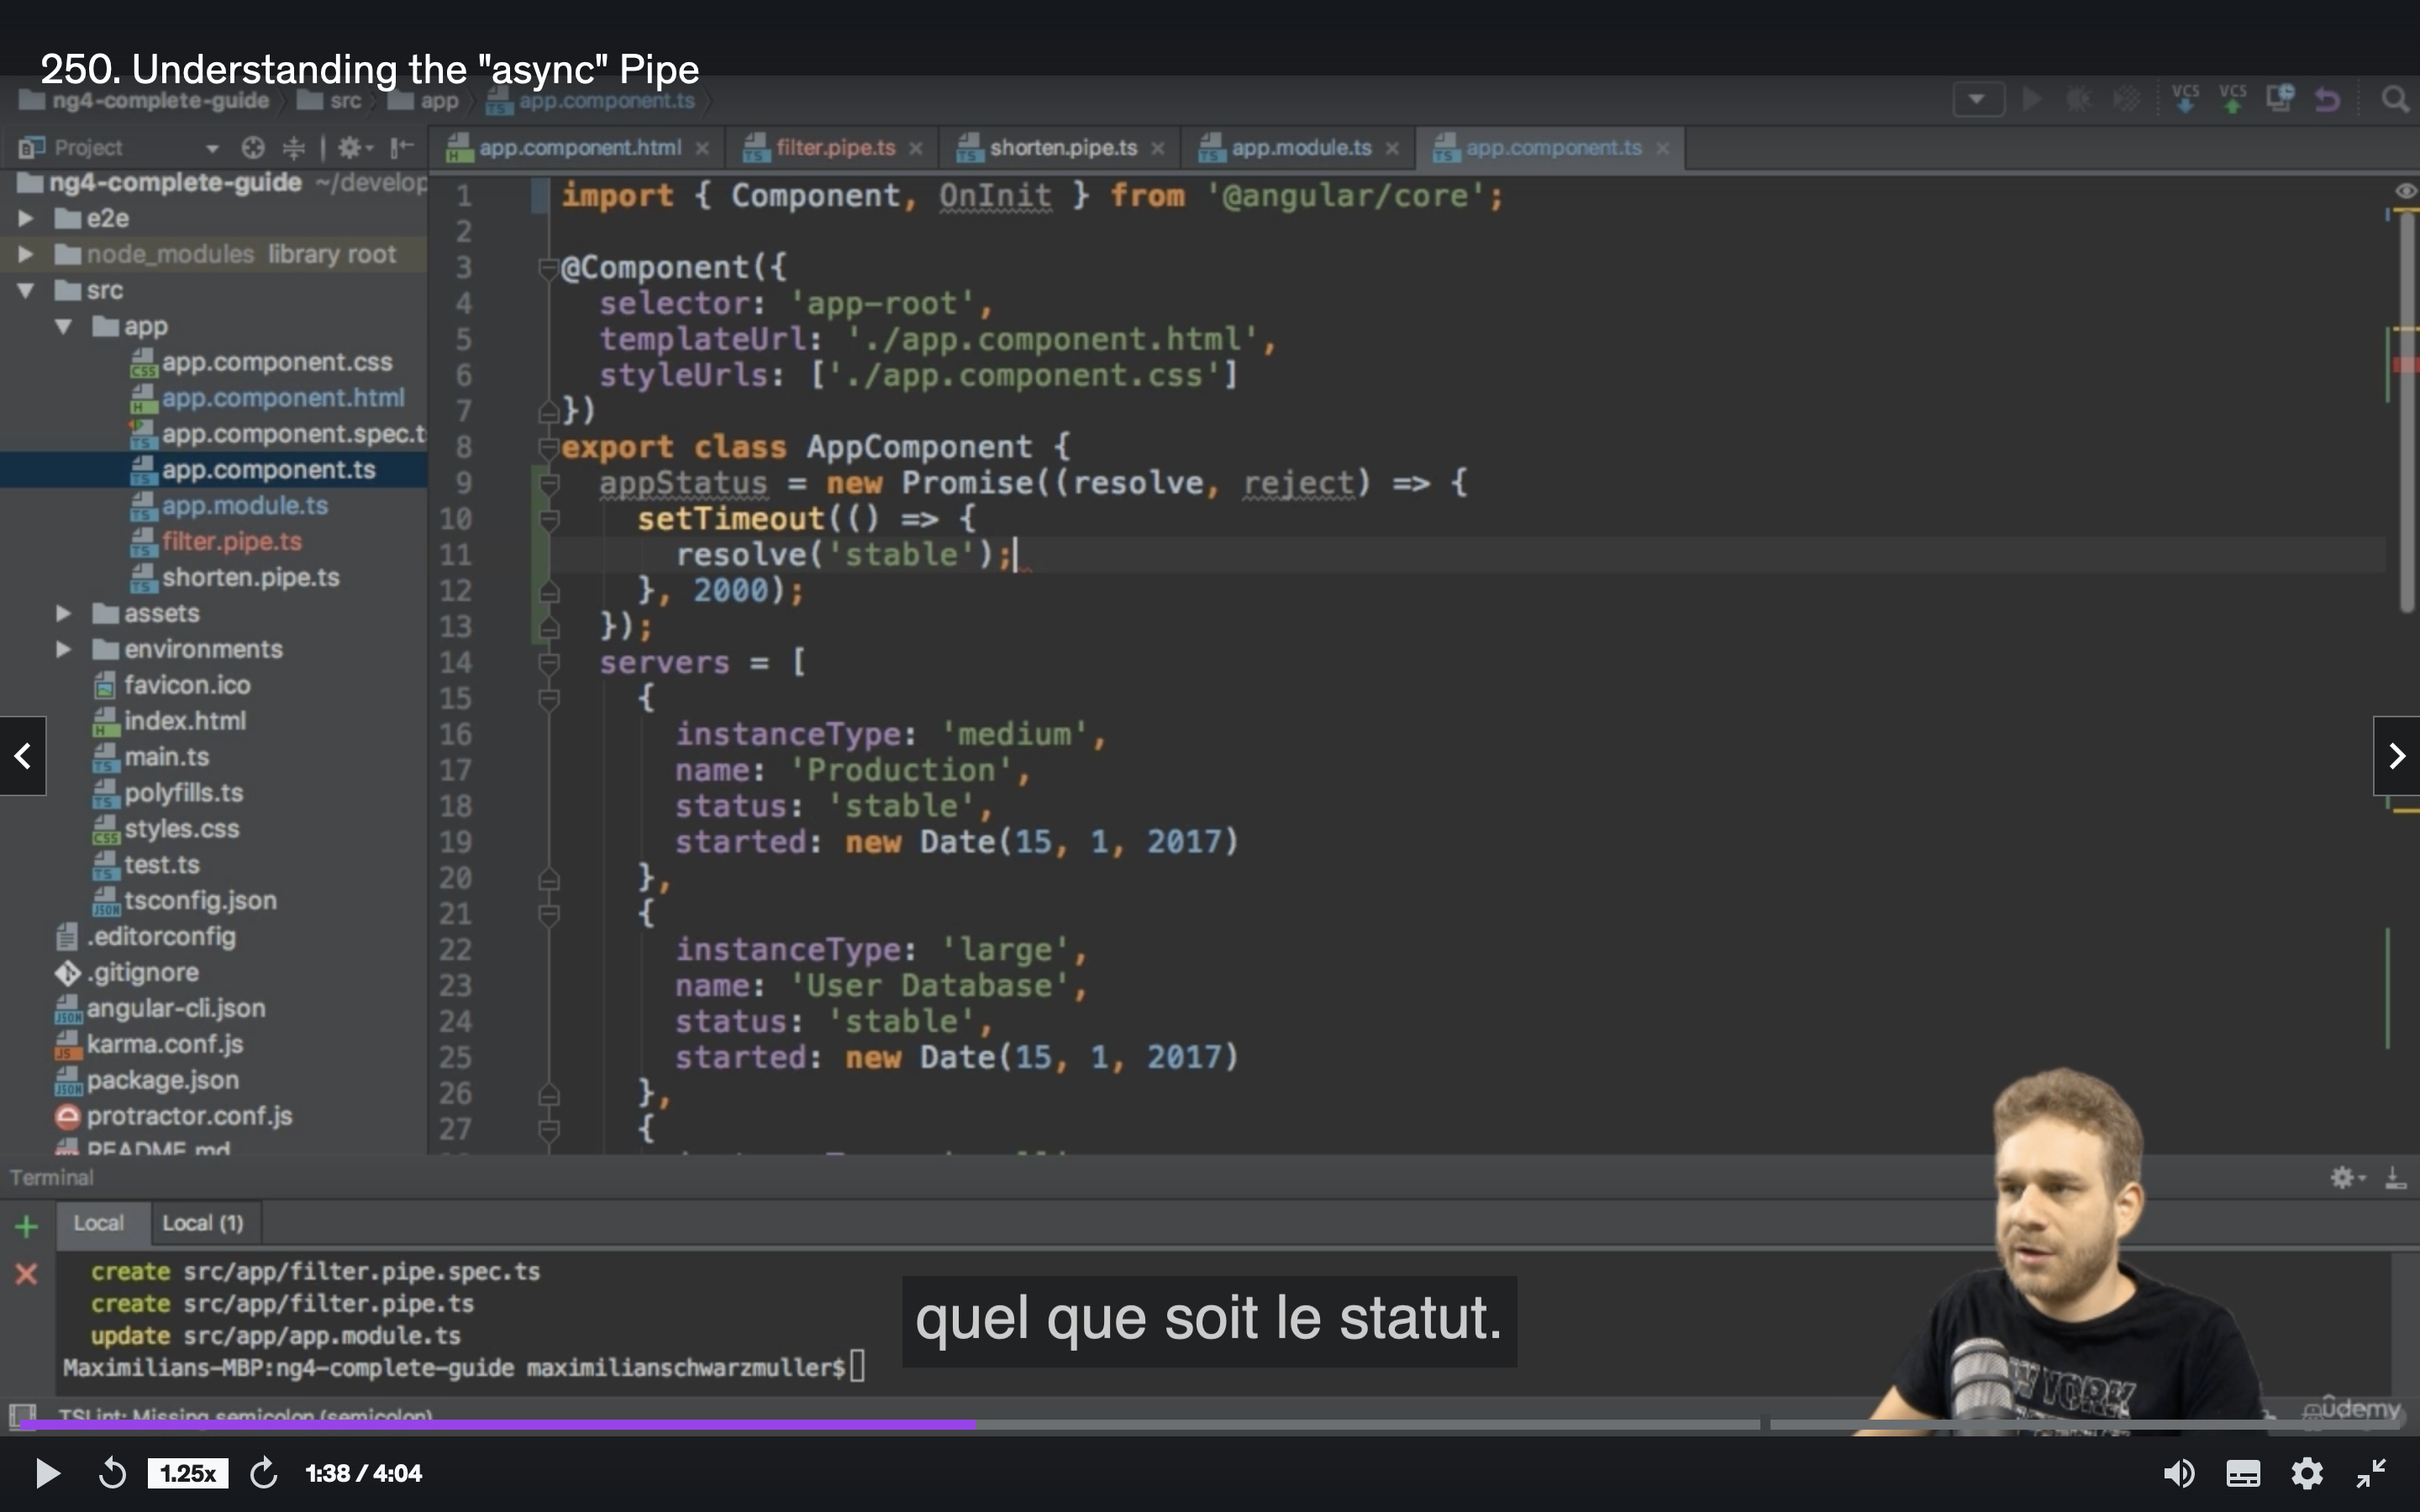 250. Understanding the "async" Pipe
ng4-complete-guide src app app.component.ts
VCS VCS
Project
app.component.html filter.pipe.ts shorten.pipe.ts app.module.ts app.component.ts
ng4-complete-guide ~/develop
e2e
node_modules library root
src
app
app.component.css
app.component.html
app.component.spec.t
app.component.ts
app.module.ts
filter.pipe.ts
shorten.pipe.ts
assets
environments
favicon.ico
index.html
main.ts
polyfills.ts
styles.css
test.ts
tsconfig.json
.editorconfig
.gitignore
angular-cli.json
karma.conf.js
package.json
protractor.conf.js
README.md
1 import { Component, OnInit } from '@angular/core';
2
3 @Component({
4 selector: 'app-root',
5 templateUrl: './app.component.html',
6 styleUrls: ['./app.component.css']
7 })
8 export class AppComponent {
9 appStatus = new Promise((resolve, reject) => {
10 setTimeout(() => {
11 resolve('stable');
12 }, 2000);
13 });
14 servers = [
15 {
16 instanceType: 'medium',
17 name: 'Production',
18 status: 'stable',
19 started: new Date(15, 1, 2017)
20 },
21 {
22 instanceType: 'large',
23 name: 'User Database',
24 status: 'stable',
25 started: new Date(15, 1, 2017)
26 },
27 {
Terminal
Local Local (1)
create src/app/filter.pipe.spec.ts
create src/app/filter.pipe.ts
update src/app/app.module.ts
Maximilians-MBP:ng4-complete-guide maximilianschwarzmuller$
quel que soit le statut.
TSLint: Missing semicolon (semicolon)
W YORK
ûdemy
1.25x 1:38 / 4:04